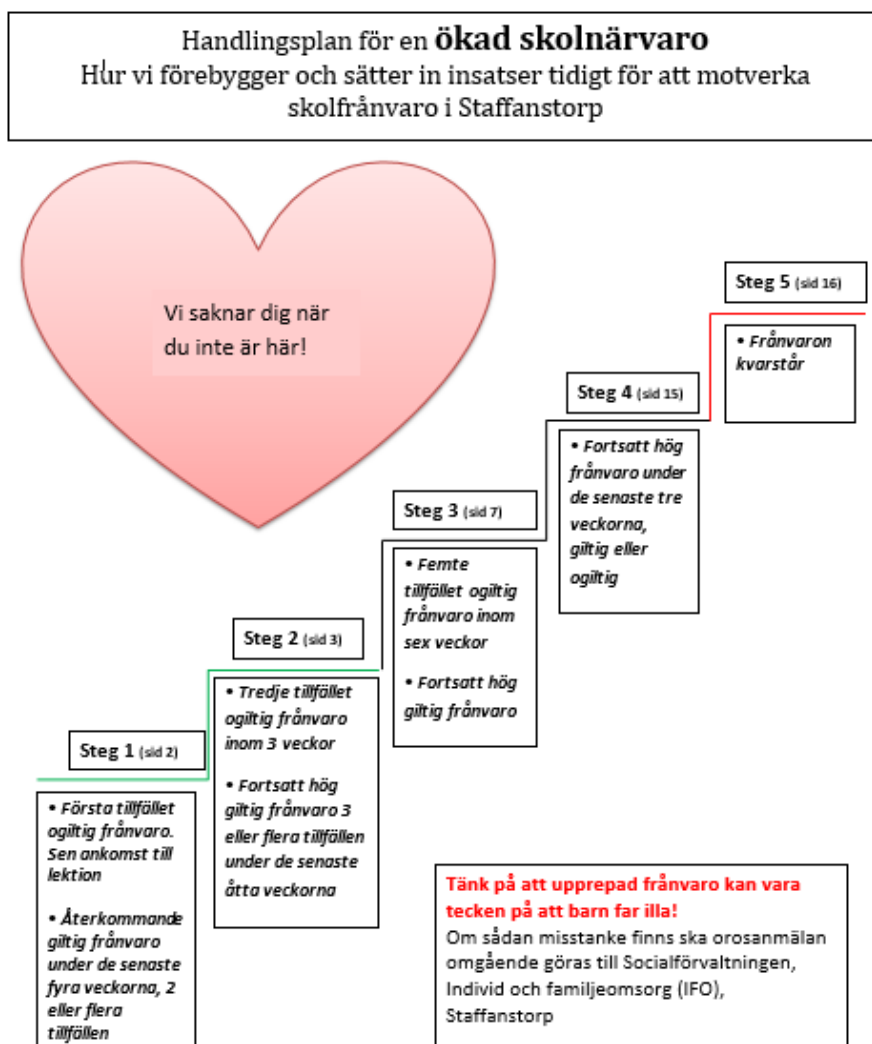 Handlingsplan för en ökad skolnärvaro
Hur vi förebygger och sätter in insatser tidigt för att motverka
skolfrånvaro i Staffanstorp
Vi saknar dig när
du inte är här!
Steg 5 (sid 16)
• Frånvaron
kvarstår
Steg 4 (sid 15)
• Fortsatt hög
frånvaro under
de senaste tre
veckorna,
giltig eller
ogiltig
Steg 3 (sid 7)
• Femte
tillfället ogiltig
frånvaro inom
sex veckor
• Fortsatt hög
giltig frånvaro
Steg 2 (sid 3)
• Tredje tillfället
ogiltig frånvaro
inom 3 veckor
• Fortsatt hög
giltig frånvaro 3
eller flera tillfällen
under de senaste
åtta veckorna
Steg 1 (sid 2)
• Första tillfället
ogiltig frånvaro.
Sen ankomst till
lektion
• Återkommande
giltig frånvaro
under de senaste
fyra veckorna, 2
eller flera
tillfällen
Tänk på att upprepad frånvaro kan vara
tecken på att barn far illa!
Om sådan misstanke finns ska orosanmälan
omgående göras till Socialförvaltningen,
Individ och familjeomsorg (IFO),
Staffanstorp